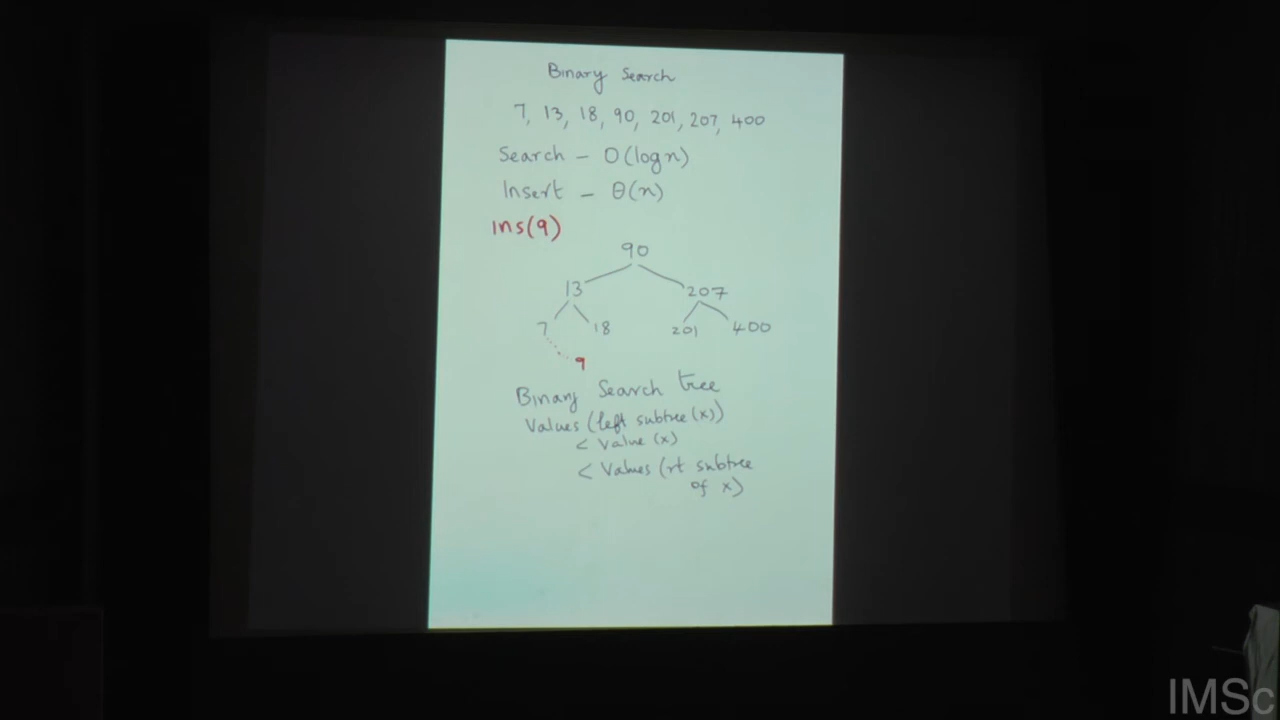 Binary Search
7, 13, 18, 90, 201, 207, 400
Search - O(log n)
Insert - θ(n)
Ins(9)
90
13 207
7 18 201 400
9
Binary Search tree
Values (left subtree (x))
< Value (x)
< Values (rt subtree
of x)
IMSc